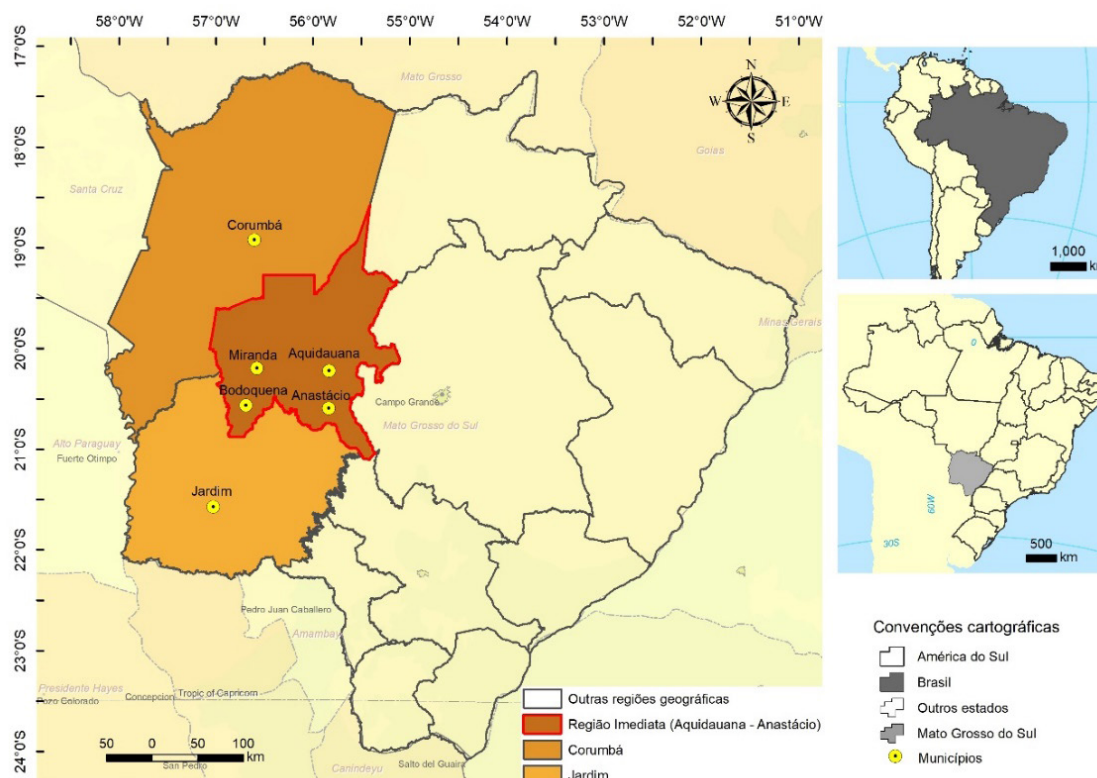 58°0'W 57°0'W 56°0'W 55°0'W 54°0'W 53°0'W 52°0'W 51°0'W
17°0'S
18°0'S
19°0'S
20°0'S
21°0'S
22°0'S
23°0'S
24°0'S
Mato Grosso
N
W E
S
Goias
Santa Cruz
Corumbá
Minas Gerais
Miranda Aquidauana
Bodoquena Anastácio
Campo Grande
Mato Grosso do Sul
Alto Paraguay
Fuerte Olimpo
Jardim
Pedro Juan Caballero
Amambay
Presidente Hayes
Pozo Colorado
Concepcion
Tropic of Capricorn
50 25 0 50 100
km
San Pedro
Canindeyu
Salto del Guaira
Outras regiões geográficas
Região Imediata (Aquidauana - Anastácio)
Corumbá
Jardim
1,000
km
0
60W
30S
500
km
Convenções cartográficas
América do Sul
Brasil
Outros estados
Mato Grosso do Sul
Municípios